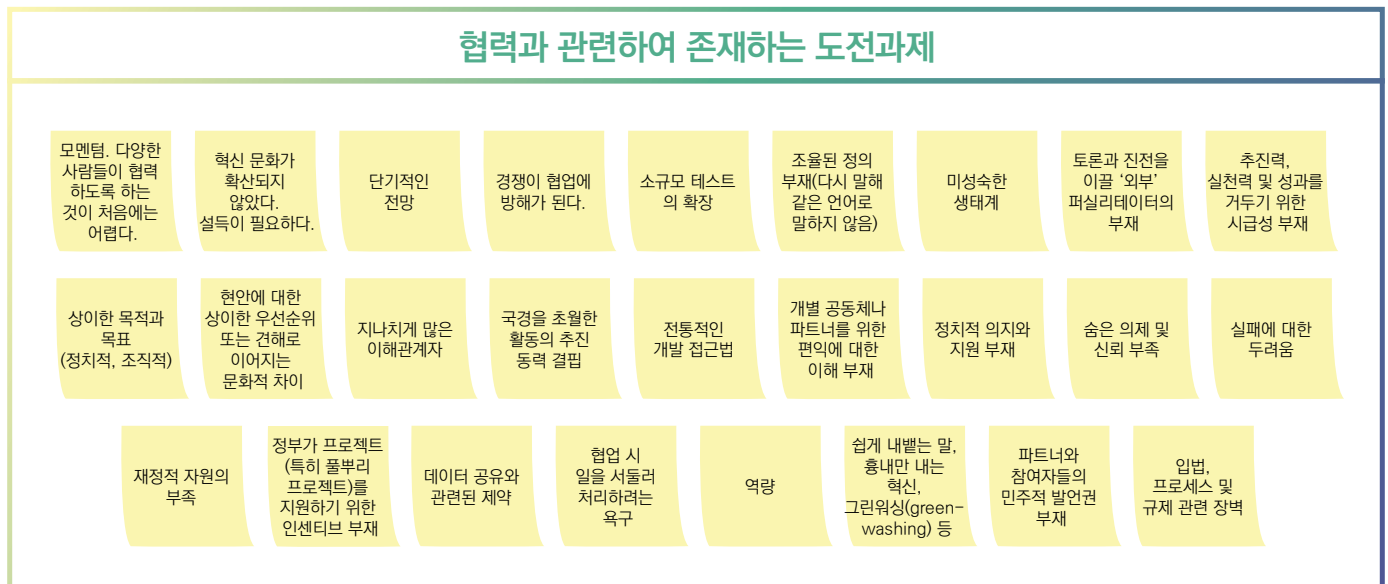 협력과 관련하여 존재하는 도전과제
모멘텀. 다양한
사람들이 협력
하도록 하는
것이 처음에는
어렵다.
혁신 문화가
확산되지
않았다.
설득이 필요하다.
단기적인
전망
경쟁이 협업에
방해가 된다.
소규모 테스트
의 확장
조율된 정의
부재(다시 말해
같은 언어로
말하지 않음)
미성숙한
생태계
토론과 진전을
이끌 ‘외부’
퍼실리테이터의
부재
추진력,
실천력 및 성과를
거두기 위한
시급성 부재
상이한 목적과
목표
(정치적, 조직적)
현안에 대한
상이한 우선순위
또는 견해로
이어지는
문화적 차이
지나치게 많은
이해관계자
국경을 초월한
활동의 추진
동력 결핍
전통적인
개발 접근법
개별 공동체나
파트너를 위한
편익에 대한
이해 부재
정치적 의지와
지원 부재
숨은 의제 및
신뢰 부족
실패에 대한
두려움
재정적 자원의
부족
정부가 프로젝트
(특히 풀뿌리
프로젝트)를
지원하기 위한
인센티브 부재
데이터 공유와
관련된 제약
협업 시
일을 서둘러
처리하려는
욕구
역량
쉽게 내뱉는 말,
흉내만 내는
혁신,
그린워싱(green-
washing) 등
파트너와
참여자들의
민주적 발언권
부재
입법,
프로세스 및
규제 관련 장벽